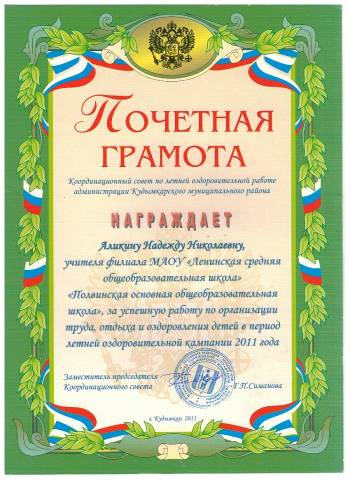 Почетная
грамота
Координационный совет по летней оздоровительной работе
администрации Кудымкарского муниципального района
НАГРАЖДАЕТ
Аликину Надежду Николаевну,
учителя филиала МАОУ «Ленинская средняя
общеобразовательная школа»
«Полвинская основная общеобразовательная
школа», за успешную работу по организации
труда, отдыха и оздоровления детей в период
летней оздоровительной кампании 2011 года
Заместитель председателя
Координационного совета Г.П.Симанова
г. Кудымкар, 2011